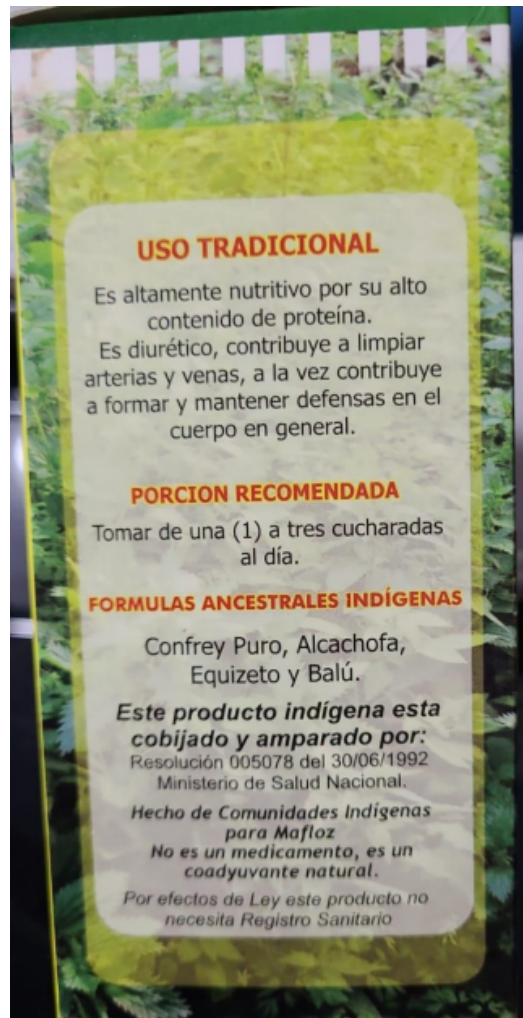 USO TRADICIONAL
Es altamente nutritivo por su alto
contenido de proteína.
Es diurético, contribuye a limpiar
arterias y venas, a la vez contribuye
a formar y mantener defensas en el
cuerpo en general.
PORCION RECOMENDADA
Tomar de una (1) a tres cucharadas
al día.
FORMULAS ANCESTRALES INDÍGENAS
Confrey Puro, Alcachofa,
Equizeto y Balú.
Este producto indígena esta
cobijado y amparado por:
Resolución 005078 del 30/06/1992
Ministerio de Salud Nacional.
Hecho de Comunidades Indígenas
para Mafloz
No es un medicamento, es un
coadyuvante natural.
Por efectos de Ley este producto no
necesita Registro Sanitario